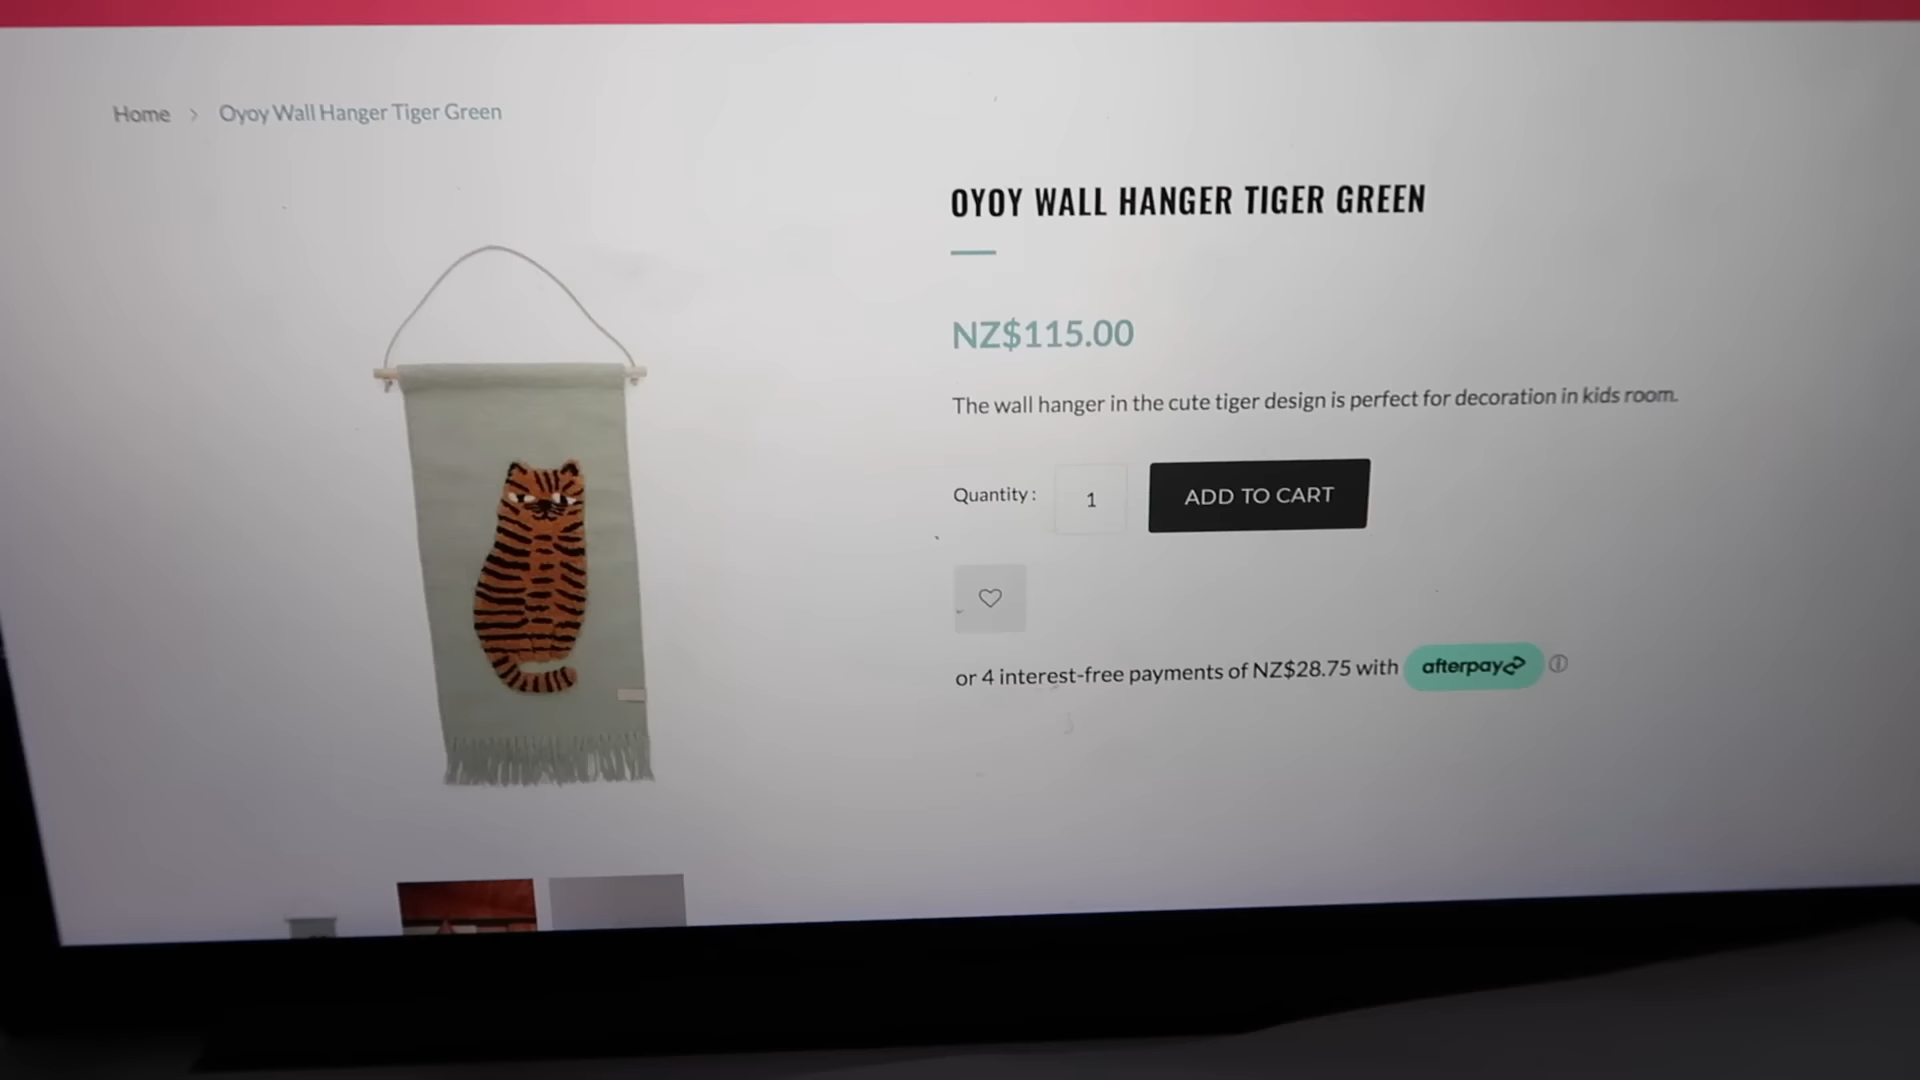 Home > Oyoy Wall Hanger Tiger Green
OYOY WALL HANGER TIGER GREEN
NZ$115.00
The wall hanger in the cute tiger design is perfect for decoration in kids room.
Quantity : 1 ADD TO CART
or 4 interest-free payments of NZ$28.75 with afterpay